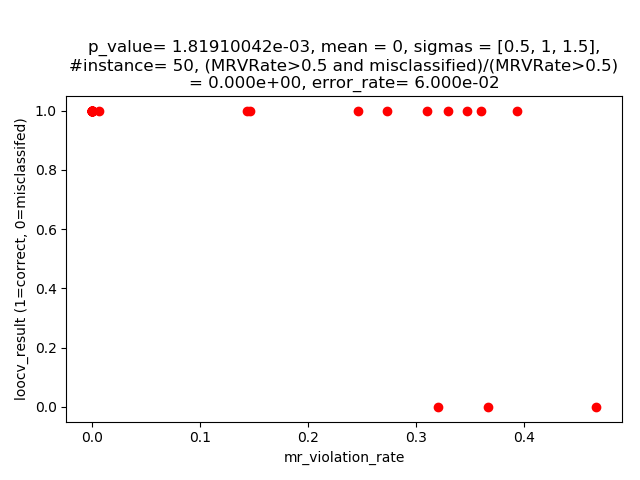 p_value= 1.81910042e-03, mean = 0, sigmas = [0.5, 1, 1.5],
#instance= 50, (MRVRate>0.5 and misclassified)/(MRVRate>0.5)
= 0.000e+00, error_rate= 6.000e-02
1.0
0.8
0.6
0.4
0.2
0.0
loocv_result (1=correct, 0=misclassifed)
0.0 0.1 0.2 0.3 0.4
mr_violation_rate